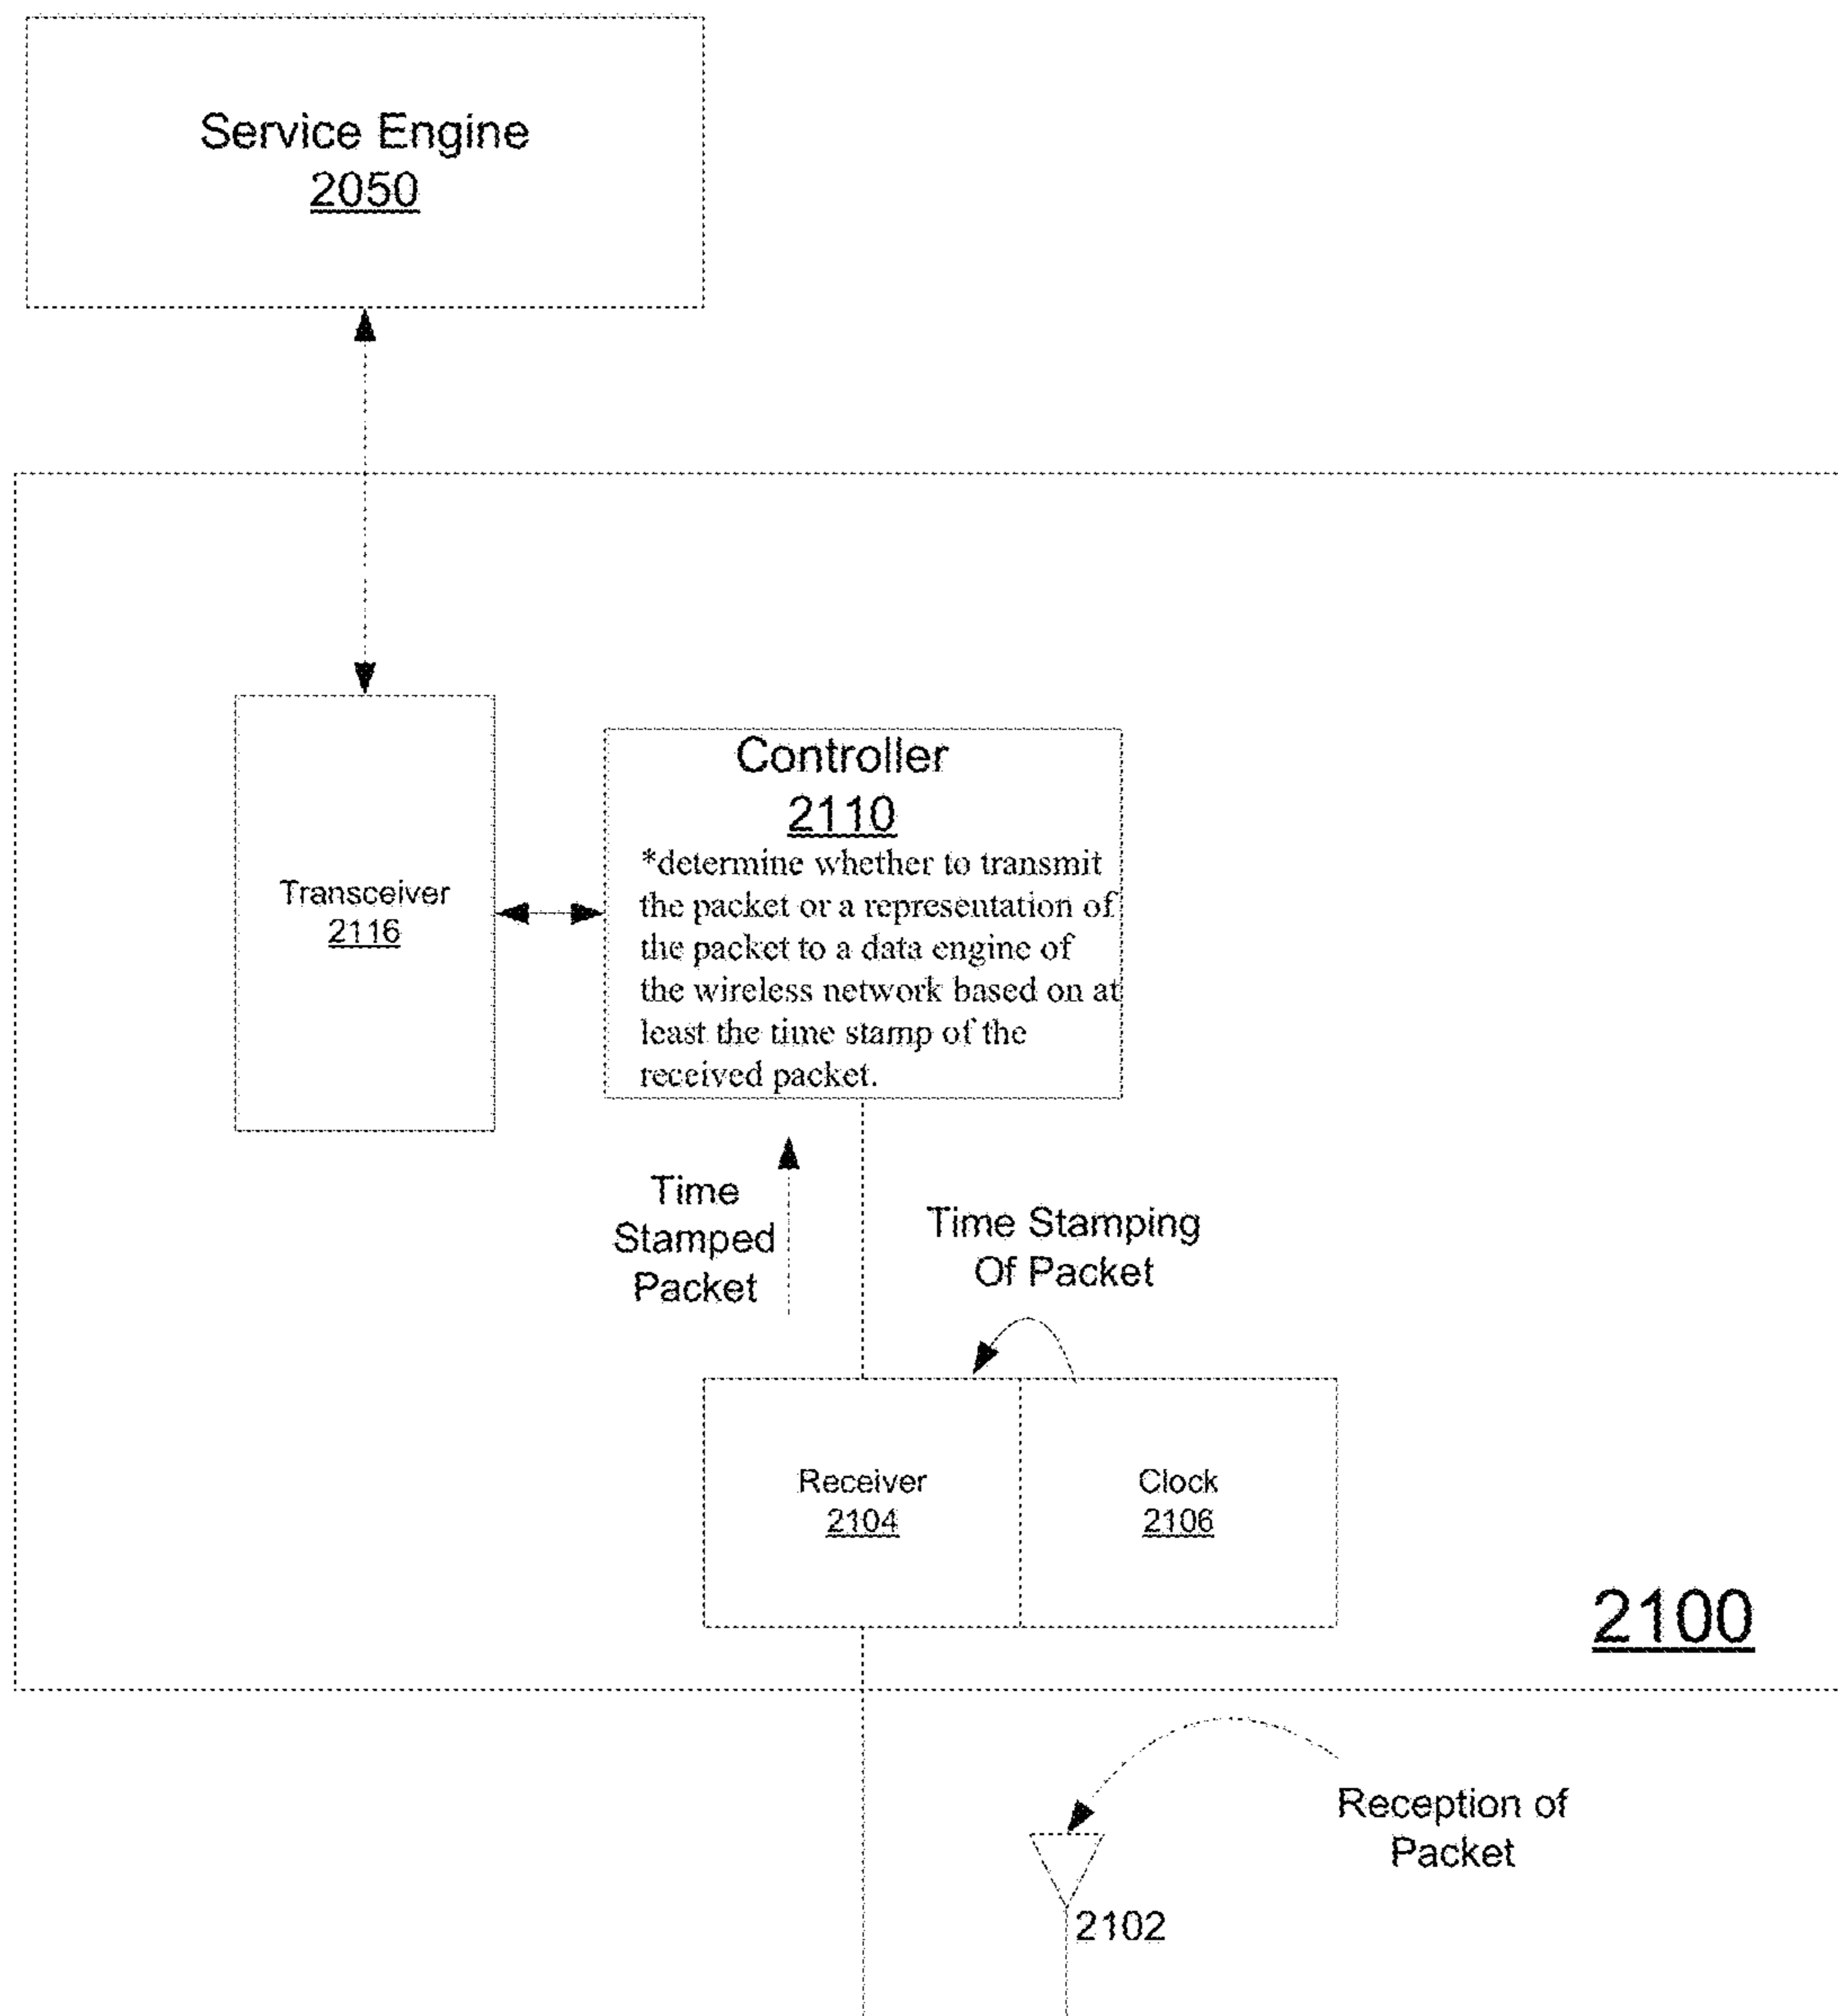 Service Engine
2050
Controller
2110
*determine whether to transmit
the packet or a representation of
the packet to a data engine of
the wireless network based on at
least the time stamp of the
received packet.
Transceiver
2116
Time
Stamped
Packet
Time Stamping
Of Packet
Receiver
2104
Clock
2106
2100
Reception of
Packet
2102